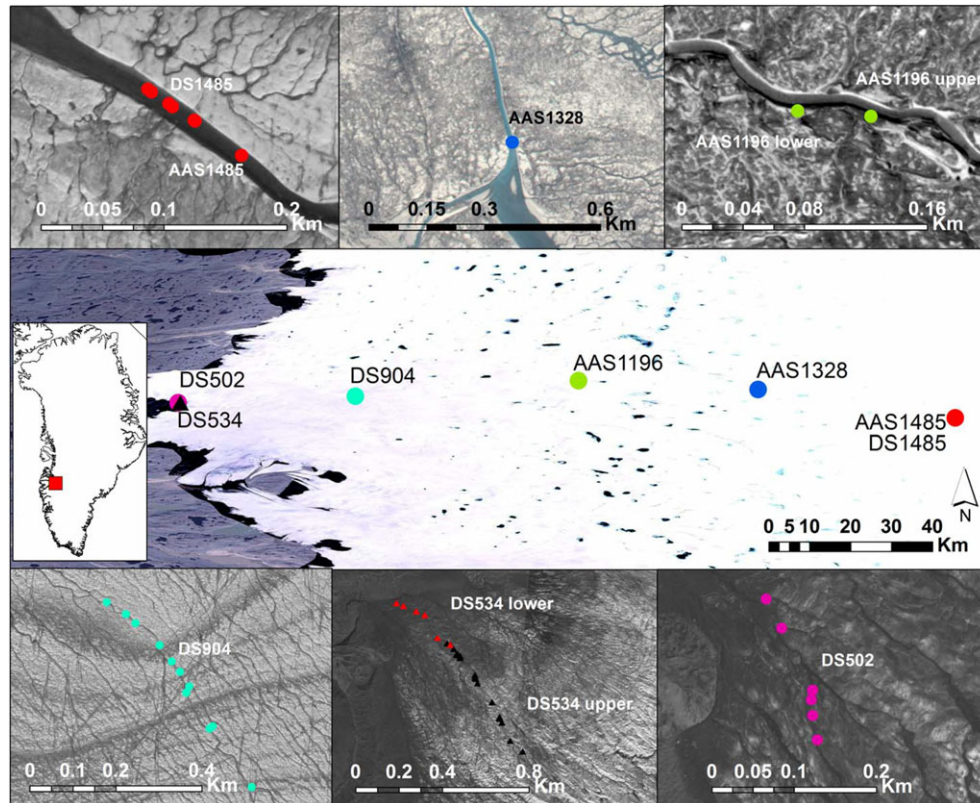 DS1485
AAS1485
0 0.05 0.1 0.2
Km
AAS1328
0 0.15 0.3 0.6
Km
AAS1196 upper
AAS1196 lower
0 0.04 0.08 0.16
Km
DS502
DS534
DS904
AAS1196
AAS1328
AAS1485
DS1485
N
0 5 10 20 30 40
Km
DS904
0 0.1 0.2 0.4
Km
DS534 lower
DS534 upper
0 0.2 0.4 0.8
Km
DS502
0 0.05 0.1 0.2
Km